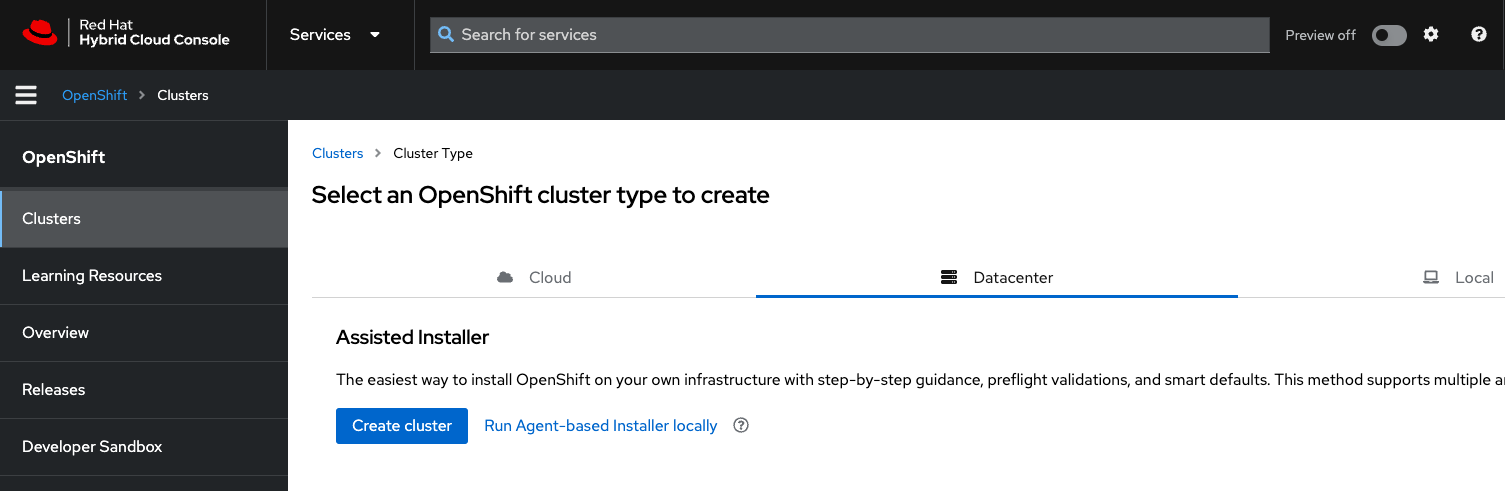 Red Hat
Hybrid Cloud Console
Services
Search for services
Preview off
OpenShift > Clusters
OpenShift
Clusters
Learning Resources
Overview
Releases
Developer Sandbox
Clusters > Cluster Type
Select an OpenShift cluster type to create
Cloud
Datacenter
Local
Assisted Installer
The easiest way to install OpenShift on your own infrastructure with step-by-step guidance, preflight validations, and smart defaults. This method supports multiple
Create cluster
Run Agent-based Installer locally